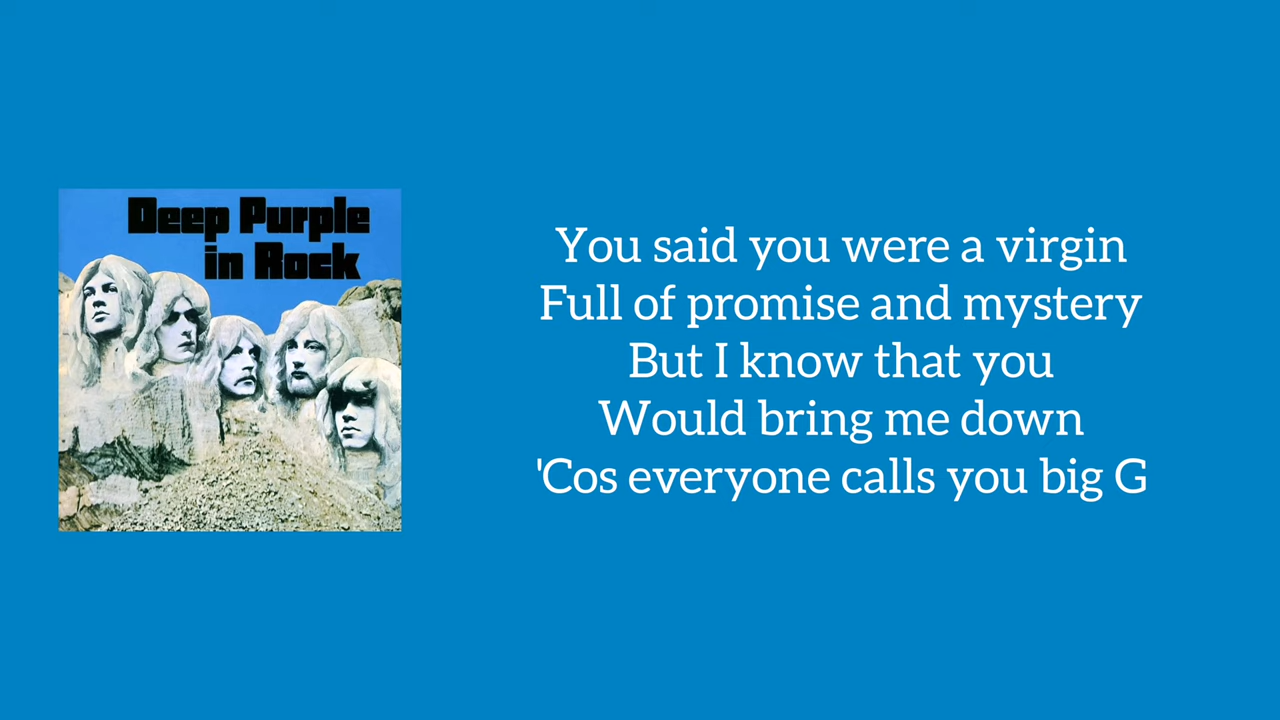 Deep Purple
in Rock
You said you were a virgin
Full of promise and mystery
But I know that you
Would bring me down
'Cos everyone calls you big G